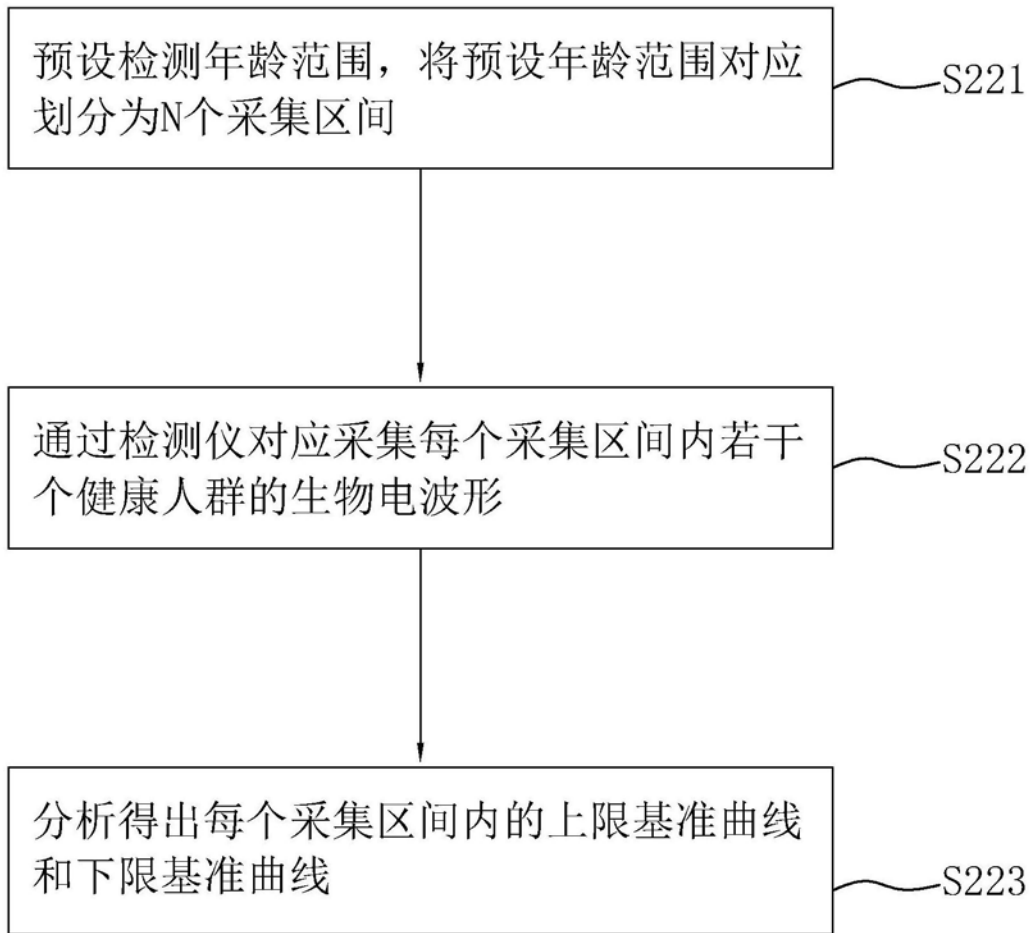 预设检测年龄范围，将预设年龄范围对应
划分为N个采集区间
S221
通过检测仪对应采集每个采集区间内若干
个健康人群的生物电波形
S222
分析得出每个采集区间内的上限基准曲线
和下限基准曲线
S223